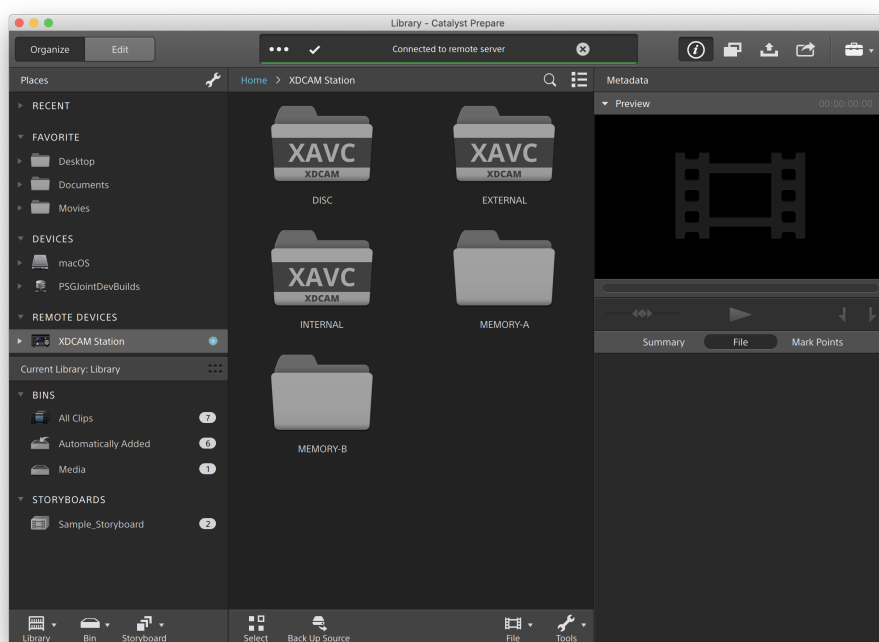 Library - Catalyst Prepare
Organize Edit
Connected to remote server
Places
Home > XDCAM Station
Metadata
RECENT
FAVORITE
Desktop
Documents
Movies
DEVICES
macOS
PSGJointDevBuilds
REMOTE DEVICES
XDCAM Station
Current Library: Library
BINS
All Clips 7
Automatically Added 6
Media 1
STORYBOARDS
Sample_Storyboard 2
Library Bin Storyboard
XAVC
XDCAM
DISC
XAVC
XDCAM
EXTERNAL
XAVC
XDCAM
INTERNAL
MEMORY-A
MEMORY-B
Select Back Up Source File Tools
Preview 00:00:00:00
Summary File Mark Points